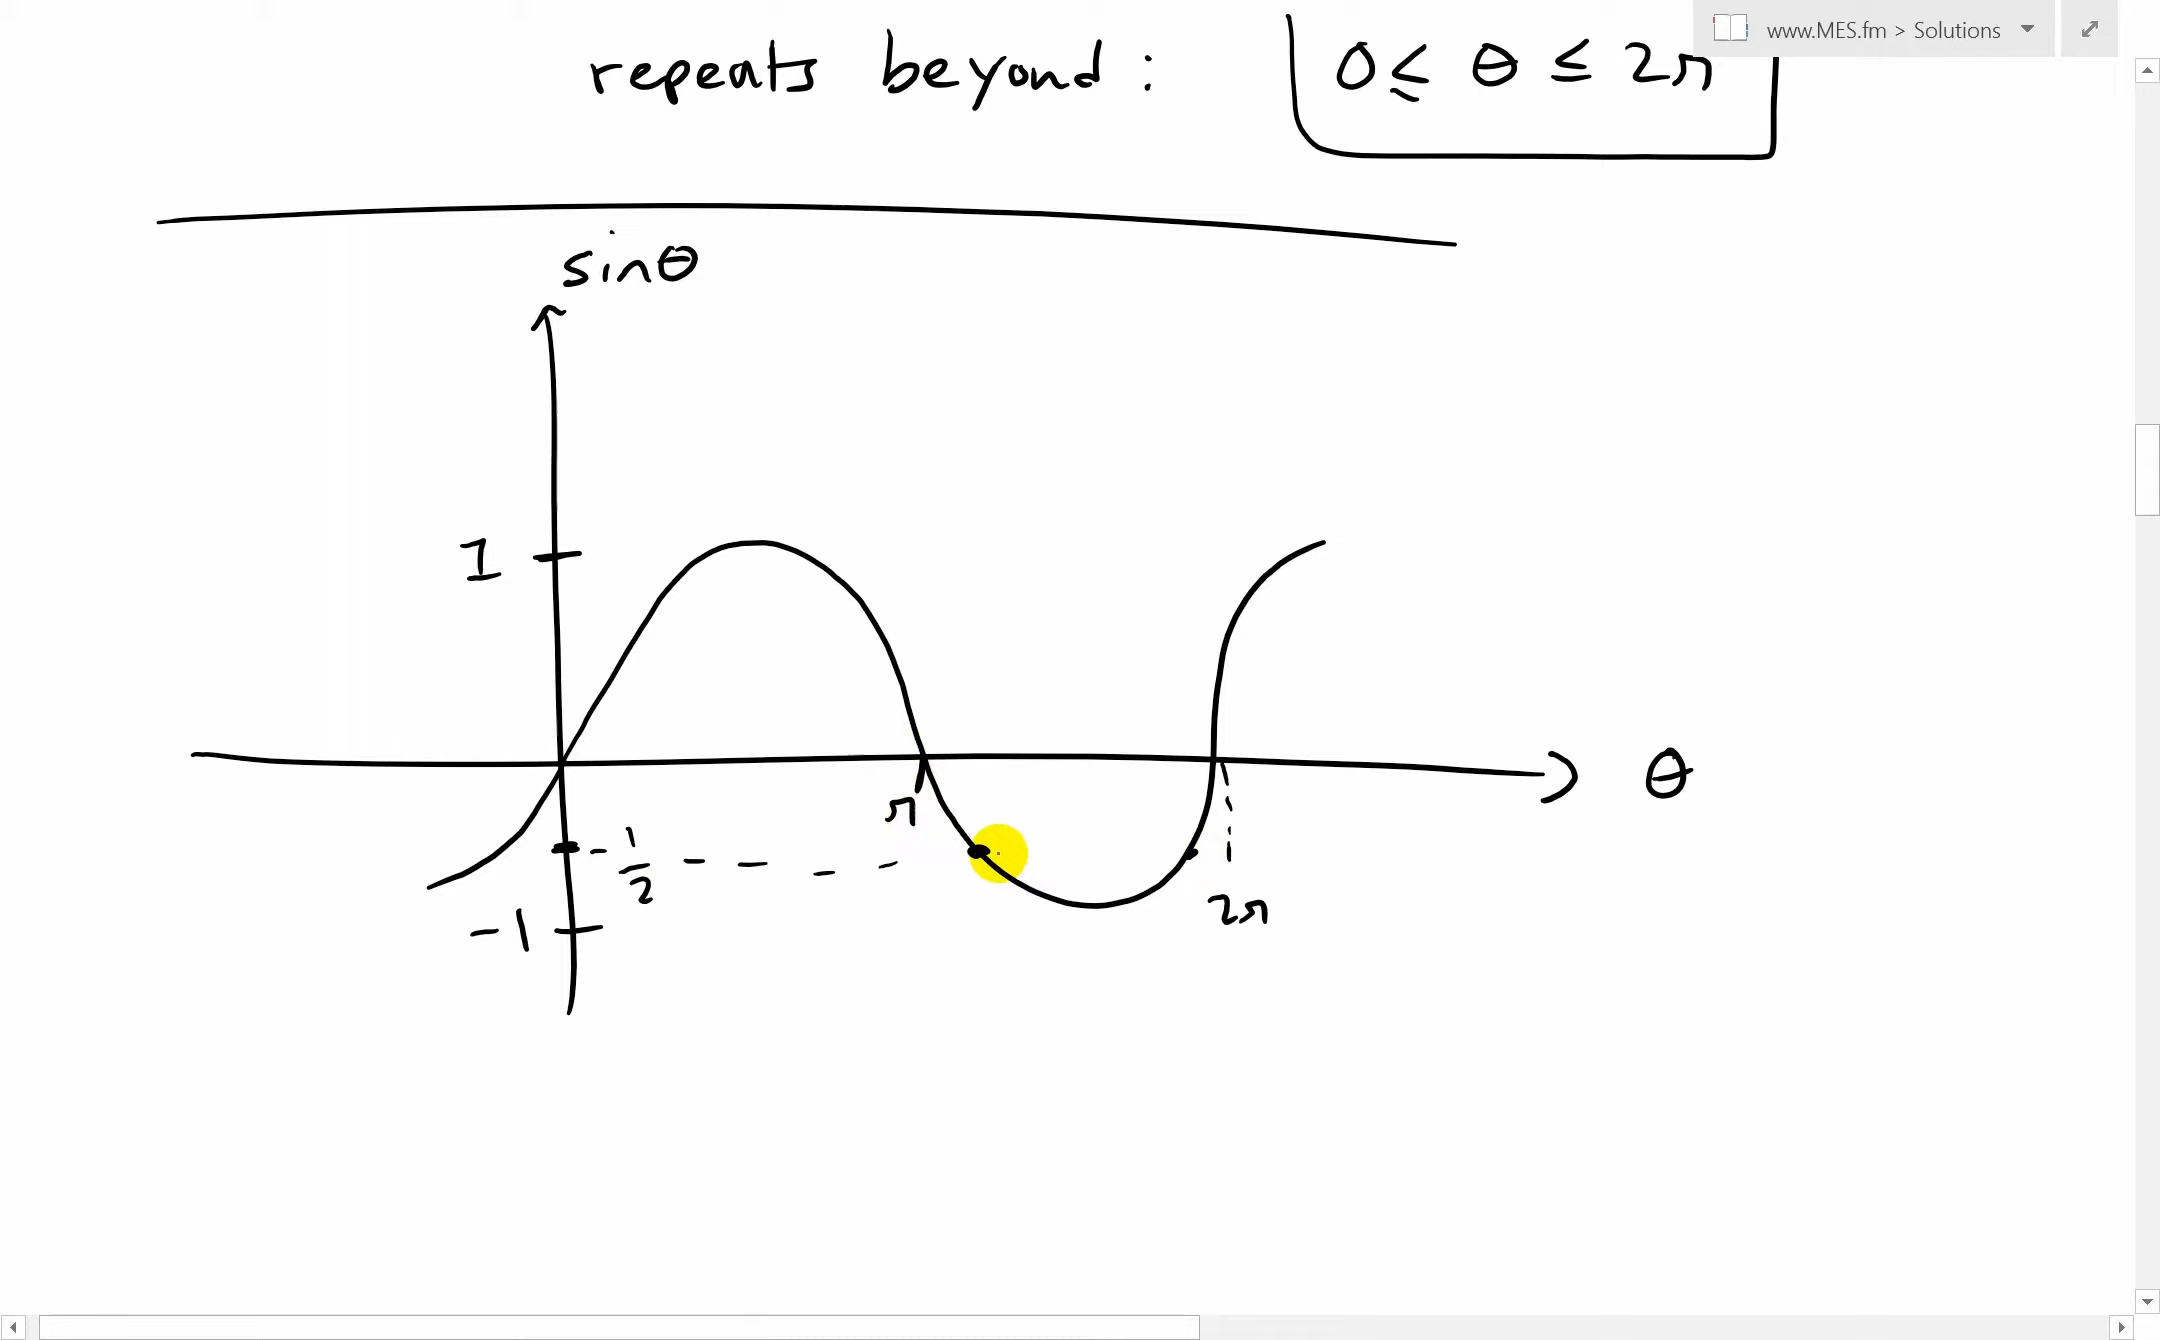 www.MES.fm > Solutions
repeats beyond: 0 ≤ θ ≤ 2π
sinθ
1
θ
π
-1/2
2π
-1